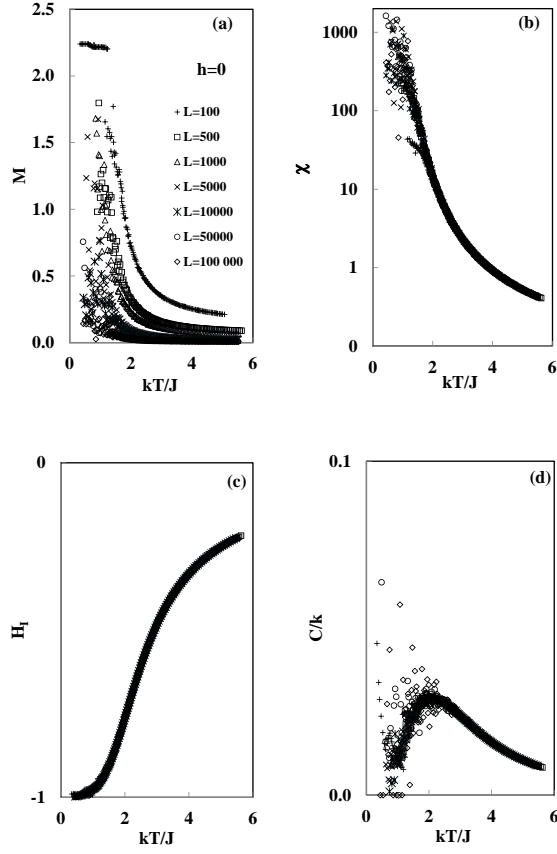 (a)
h=0
L=100
L=500
L=1000
L=5000
L=10000
L=50000
L=100 000
M
2.5
2.0
1.5
1.0
0.5
0.0
0 2 4 6
kT/J
(b)
χ
1000
100
10
1
0
0 2 4 6
kT/J
(c)
H_I
0
-1
0 2 4 6
kT/J
(d)
C/k
0.1
0.0
0 2 4 6
kT/J